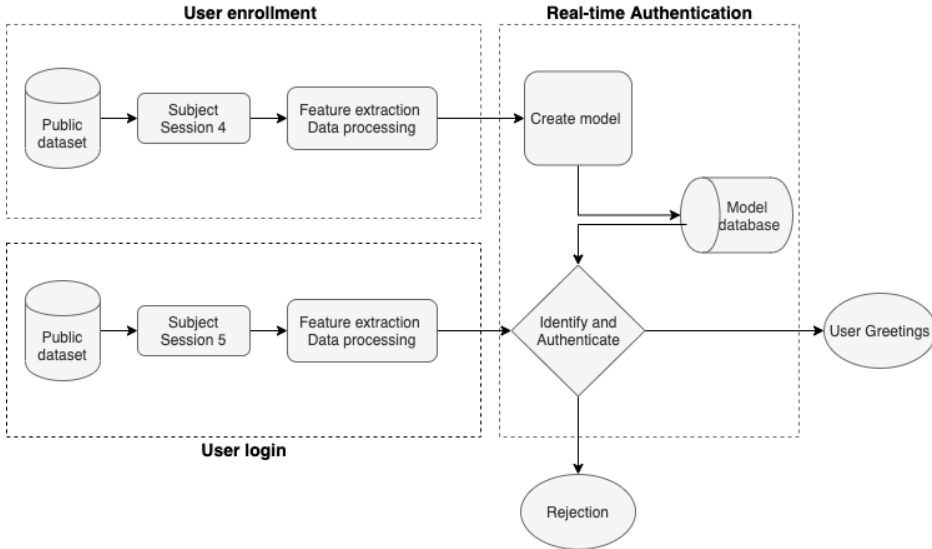 User enrollment
Real-time Authentication
Public
dataset
Subject
Session 4
Feature extraction
Data processing
Create model
Model
database
Public
dataset
Subject
Session 5
Feature extraction
Data processing
Identify and
Authenticate
User Greetings
User login
Rejection